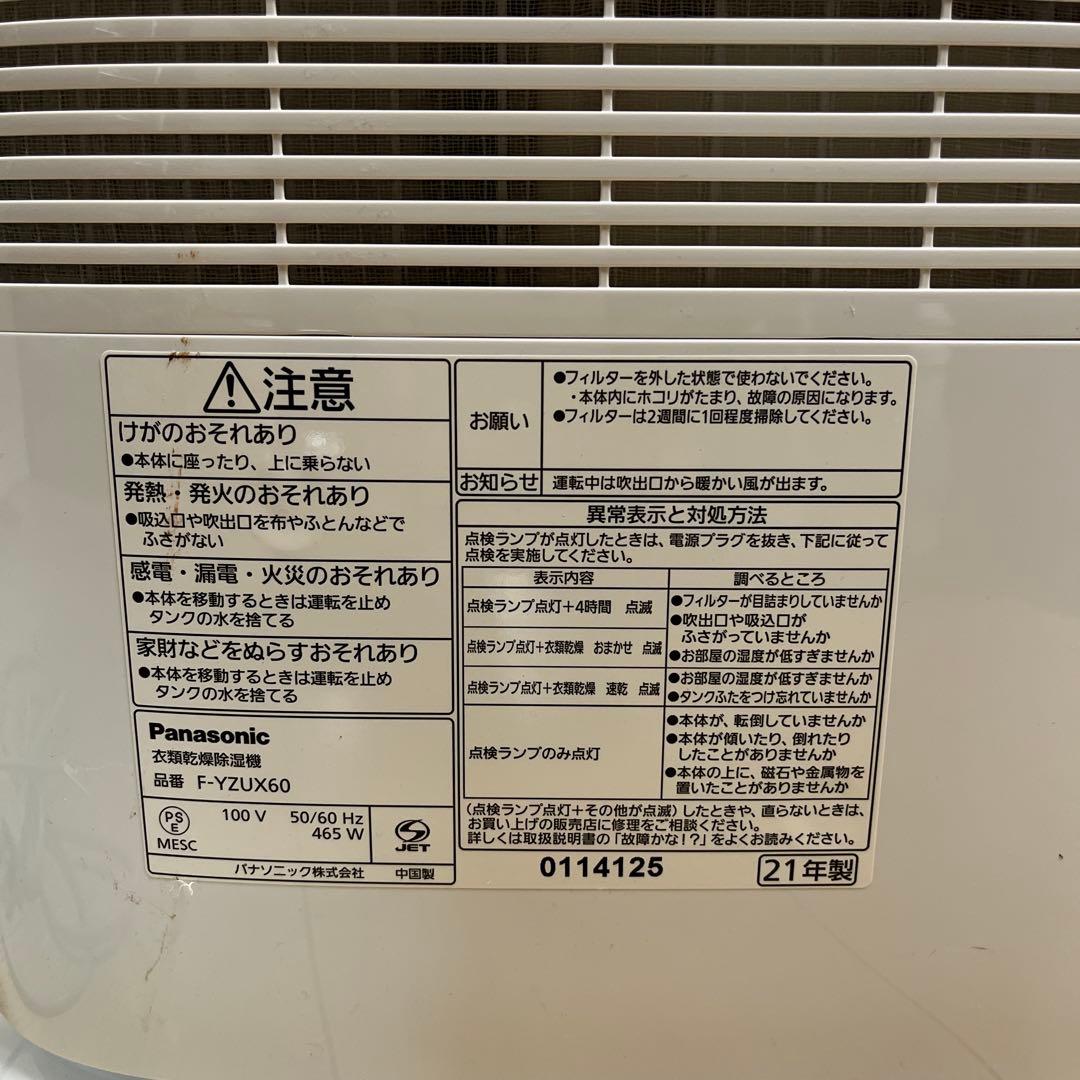 注意
けがのおそれあり
●本体に座ったり、上に乗らない
発熱・発火のおそれあり
●吸込口や吹出口を布やふとんなどで
ふさがない
感電・漏電・火災のおそれあり
●本体を移動するときは運転を止め
タンクの水を捨てる
家財などをぬらすおそれあり
●本体を移動するときは運転を止め
タンクの水を捨てる
Panasonic
衣類乾燥除湿機
品番 F-YZUX60
PS
E
MESC
100 V 50/60 Hz
465 W
JET
パナソニック株式会社 中国製
お願い
●フィルターを外した状態で使わないでください。
・本体内にホコリがたまり、故障の原因になります。
●フィルターは2週間に1回程度掃除してください。
お知らせ 運転中は吹出口から暖かい風が出ます。
異常表示と対処方法
点検ランプが点灯したときは、電源プラグを抜き、下記に従って
点検を実施してください。
表示内容 調べるところ
点検ランプ点灯+4時間 点滅
点検ランプ点灯+衣類乾燥 おまかせ 点滅
●フィルターが目詰まりしていませんか
●吹出口や吸込口が
ふさがっていませんか
●お部屋の湿度が低すぎませんか
点検ランプ点灯+衣類乾燥 速乾 点滅
●お部屋の温度が低すぎませんか
●タンクふたをつけ忘れていませんか
点検ランプのみ点灯
●本体が、転倒していませんか
●本体が傾いたり、倒れたり
したことがありませんか
●本体の上に、磁石や金属物を
置いたことがありませんか
(点検ランプ点灯+その他が点滅)したときや、直らないときは、
お買い上げの販売店に修理をご相談ください。
詳しくは取扱説明書の「故障かな!?」をよくお読みください。
0114125
21年製